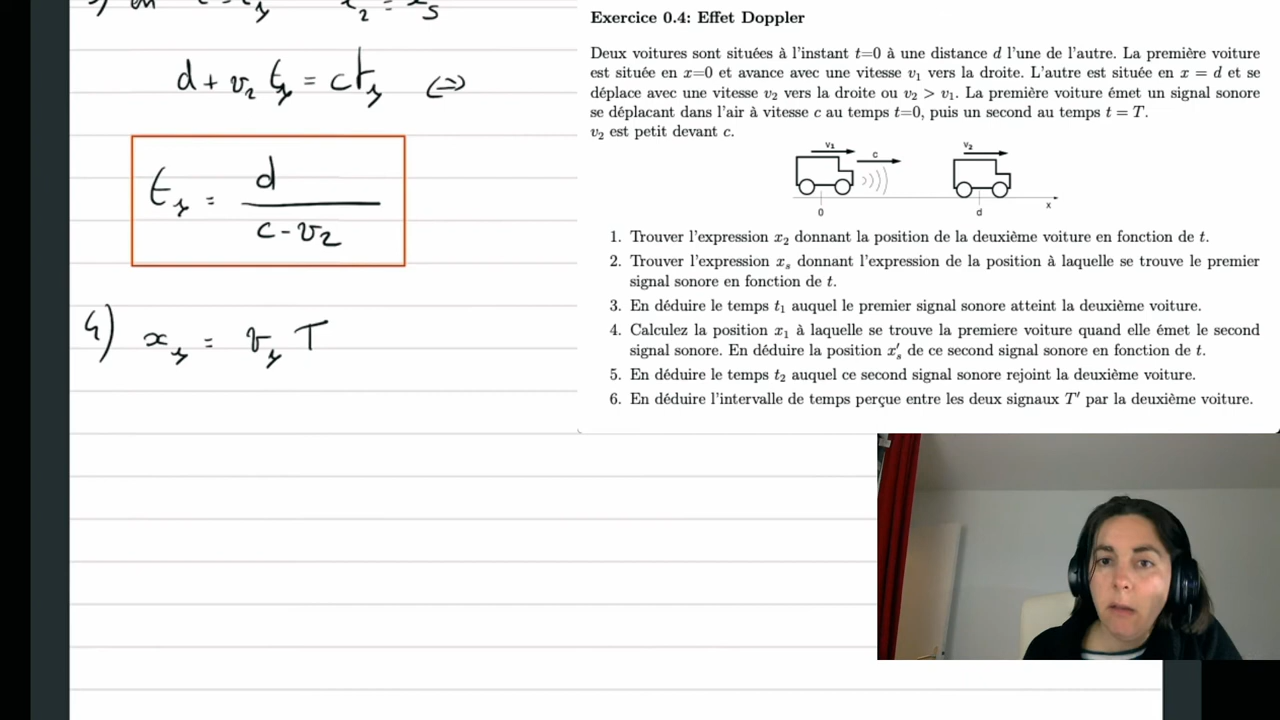 3) en t = t1 x2 = xs
d + v2 t1 = c t1 ⇔
t1 = d / (c - v2)
4) x1 = v1 T
Exercice 0.4: Effet Doppler
Deux voitures sont situées à l'instant t=0 à une distance d l'une de l'autre. La première voiture
est située en x=0 et avance avec une vitesse v1 vers la droite. L'autre est située en x = d et se
déplace avec une vitesse v2 vers la droite ou v2 > v1. La première voiture émet un signal sonore
se déplacant dans l'air à vitesse c au temps t=0, puis un second au temps t = T.
v2 est petit devant c.
v1 c v2
0 d x
1. Trouver l'expression x2 donnant la position de la deuxième voiture en fonction de t.
2. Trouver l'expression xs donnant l'expression de la position à laquelle se trouve le premier
signal sonore en fonction de t.
3. En déduire le temps t1 auquel le premier signal sonore atteint la deuxième voiture.
4. Calculez la position x1 à laquelle se trouve la premiere voiture quand elle émet le second
signal sonore. En déduire la position x's de ce second signal sonore en fonction de t.
5. En déduire le temps t2 auquel ce second signal sonore rejoint la deuxième voiture.
6. En déduire l'intervalle de temps perçue entre les deux signaux T' par la deuxième voiture.